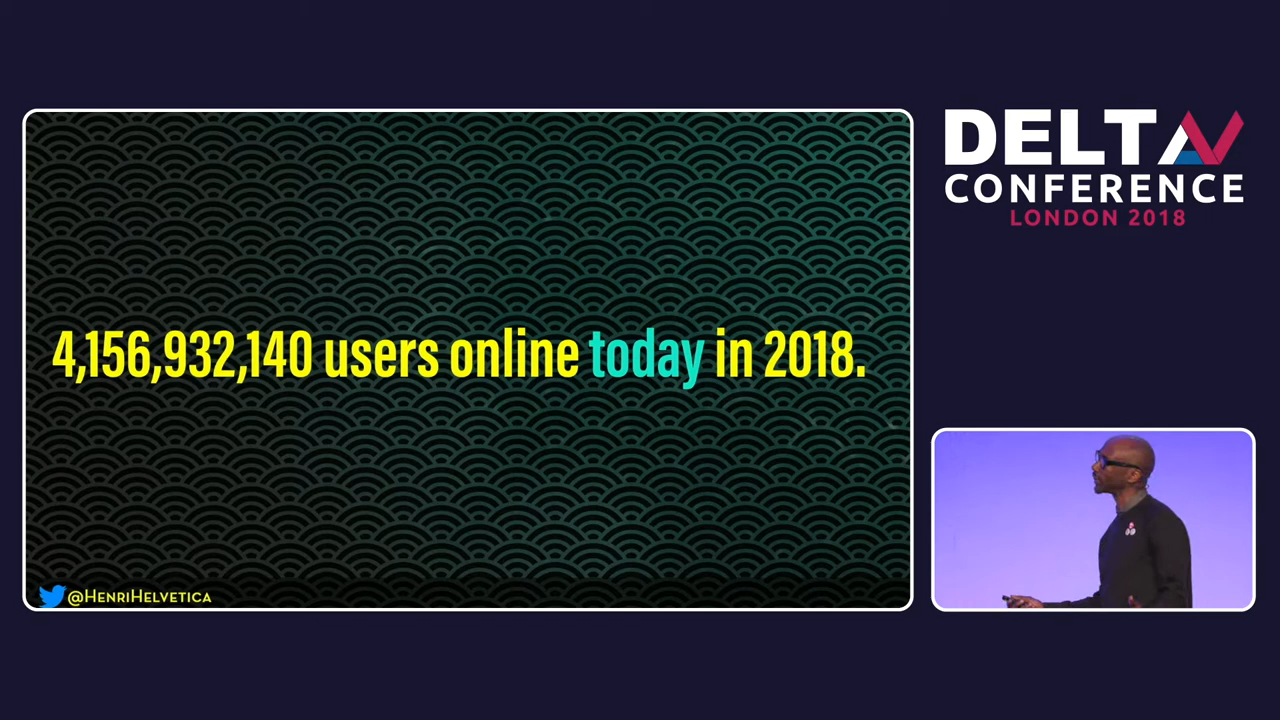 4,156,932,140 users online today in 2018.
@HenriHelvetica
DELTA V
CONFERENCE
LONDON 2018